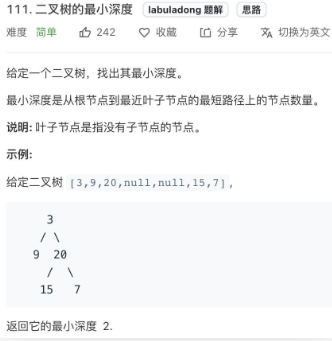 111. 二叉树的最小深度 labuladong 题解 思路
难度 简单 242 收藏 分享 切换为英文
给定一个二叉树，找出其最小深度。
最小深度是从根节点到最近叶子节点的最短路径上的节点数量。
说明: 叶子节点是指没有子节点的节点。
示例:
给定二叉树 [3,9,20,null,null,15,7],
3
/ \
9 20
/ \
15 7
返回它的最小深度 2.